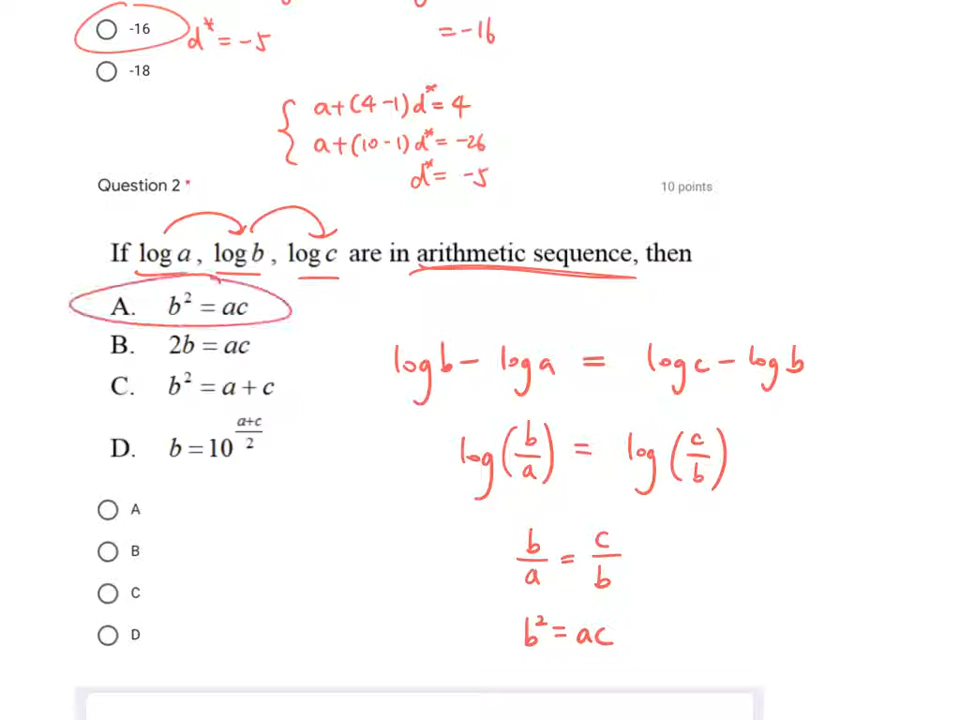 -16 d* = -5 = -16
-18
a+(4-1)d* = 4
a+(10-1)d* = -26
d* = -5
Question 2 * 10 points
If log a , log b , log c are in arithmetic sequence, then
A. b² = ac
B. 2b = ac
C. b² = a + c
D. b = 10^((a+c)/2)
log b - log a = log c - log b
log(b/a) = log(c/b)
b/a = c/b
b² = ac
A
B
C
D